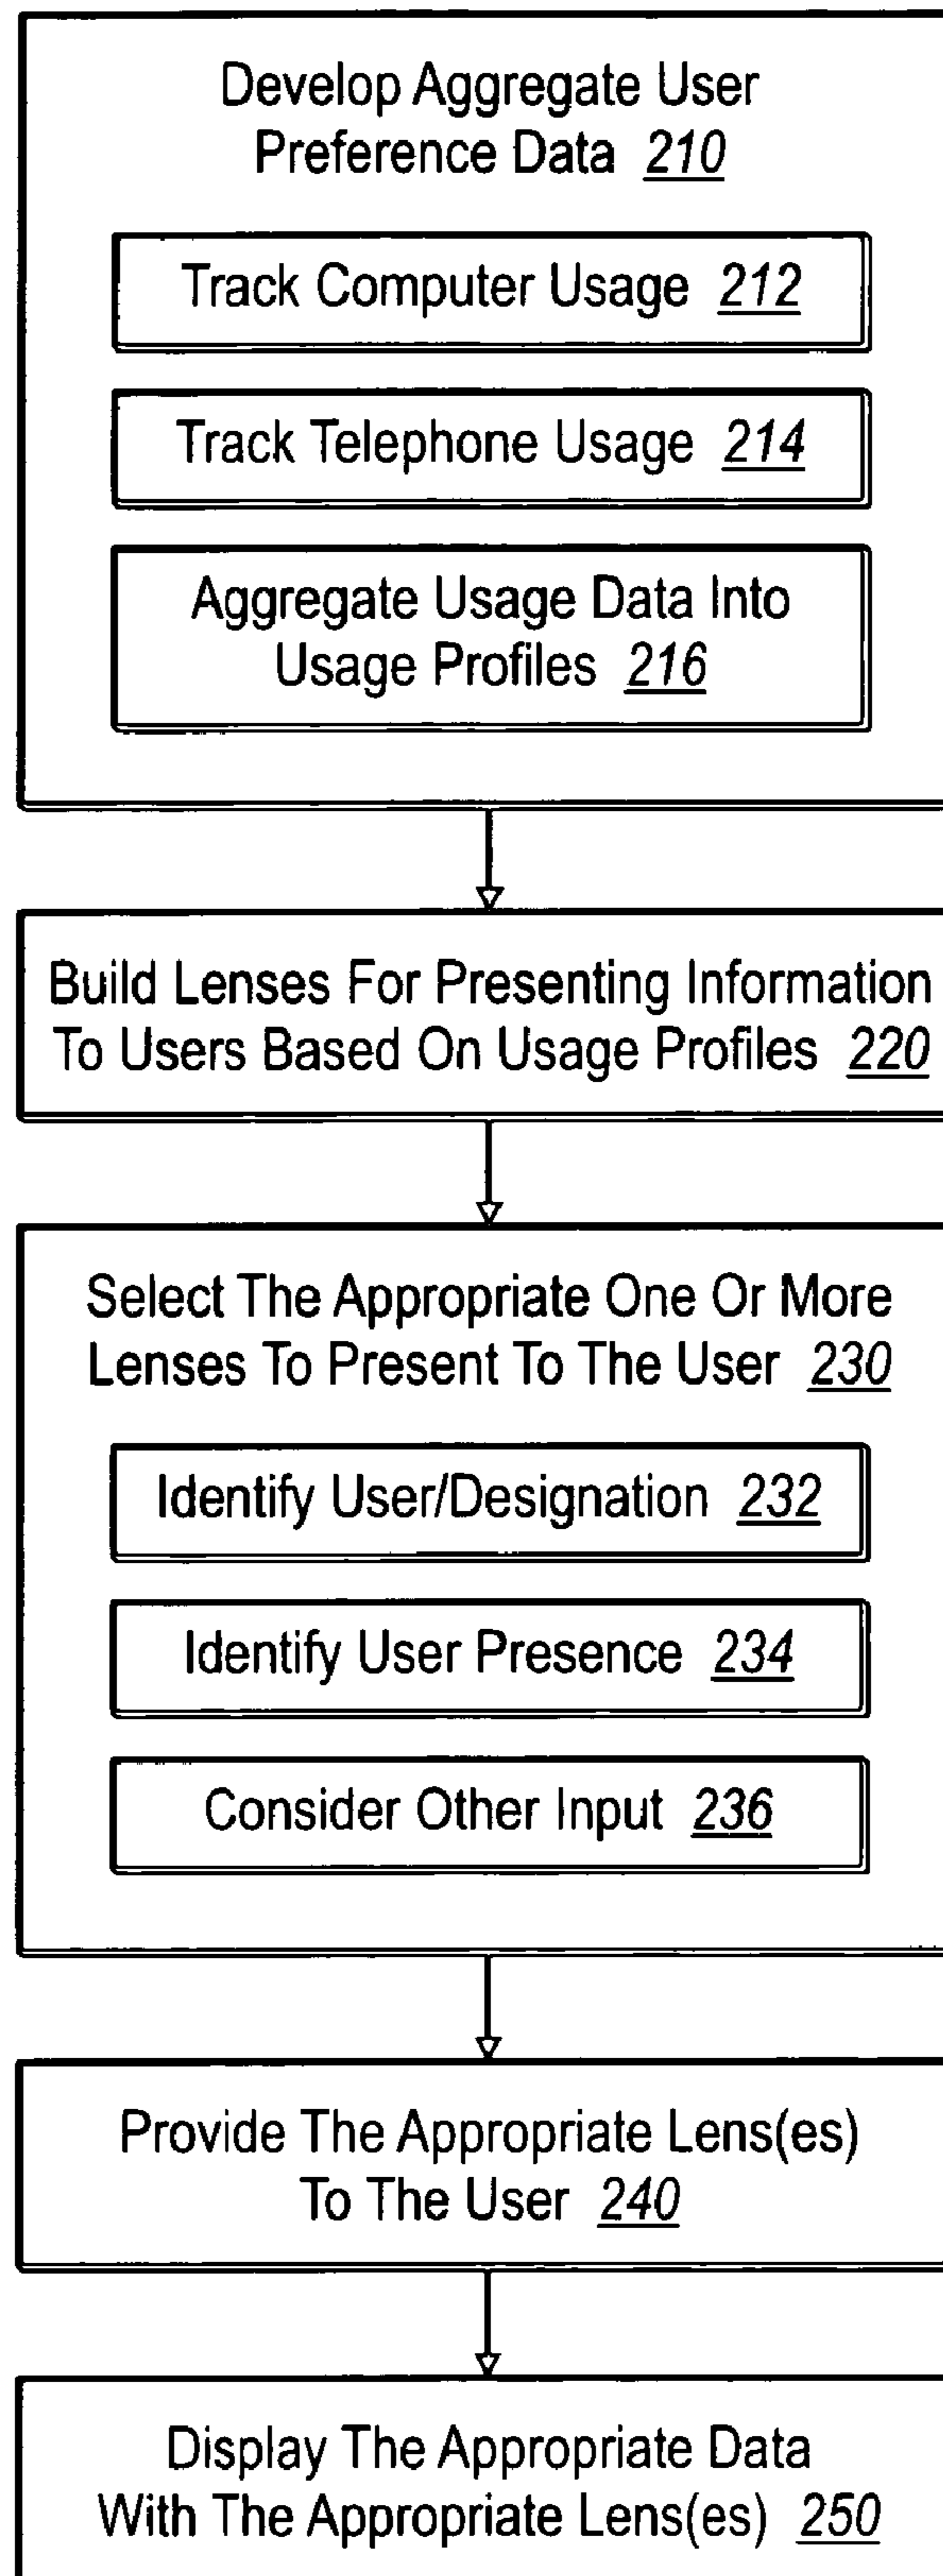 Develop Aggregate User
Preference Data 210
Track Computer Usage 212
Track Telephone Usage 214
Aggregate Usage Data Into
Usage Profiles 216
Build Lenses For Presenting Information
To Users Based On Usage Profiles 220
Select The Appropriate One Or More
Lenses To Present To The User 230
Identify User/Designation 232
Identify User Presence 234
Consider Other Input 236
Provide The Appropriate Lens(es)
To The User 240
Display The Appropriate Data
With The Appropriate Lens(es) 250